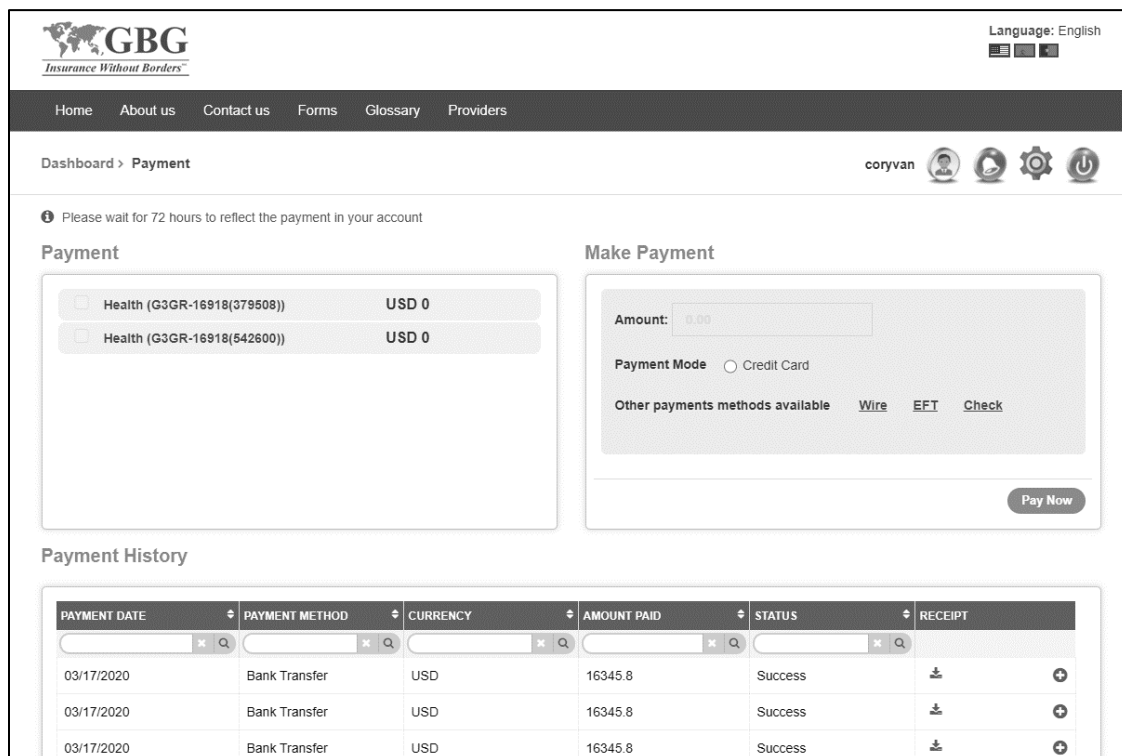 GBG
Insurance Without Borders™
Language: English
Home About us Contact us Forms Glossary Providers
Dashboard > Payment
coryvan
Please wait for 72 hours to reflect the payment in your account
Payment
Health (G3GR-16918(379508)) USD 0
Health (G3GR-16918(542600)) USD 0
Make Payment
Amount: 0.00
Payment Mode Credit Card
Other payments methods available Wire EFT Check
Pay Now
Payment History
PAYMENT DATE PAYMENT METHOD CURRENCY AMOUNT PAID STATUS RECEIPT
03/17/2020 Bank Transfer USD 16345.8 Success
03/17/2020 Bank Transfer USD 16345.8 Success
03/17/2020 Bank Transfer USD 16345.8 Success